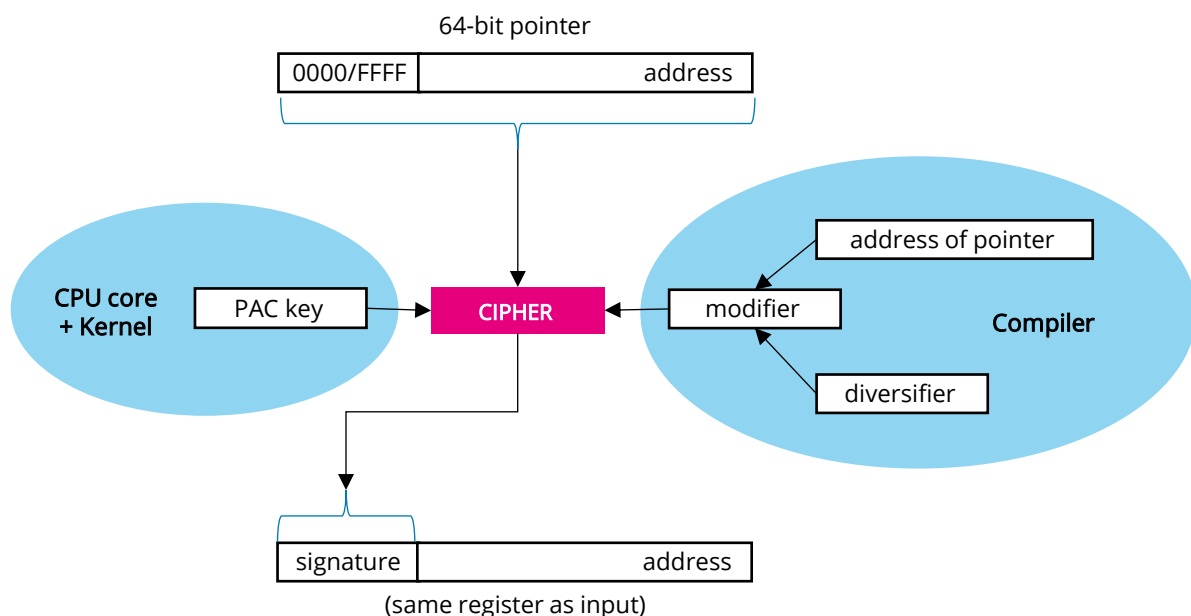 64-bit pointer
0000/FFFF
address
address of pointer
CPU core
+ Kernel
PAC key
CIPHER
modifier
Compiler
diversifier
signature
address
(same register as input)